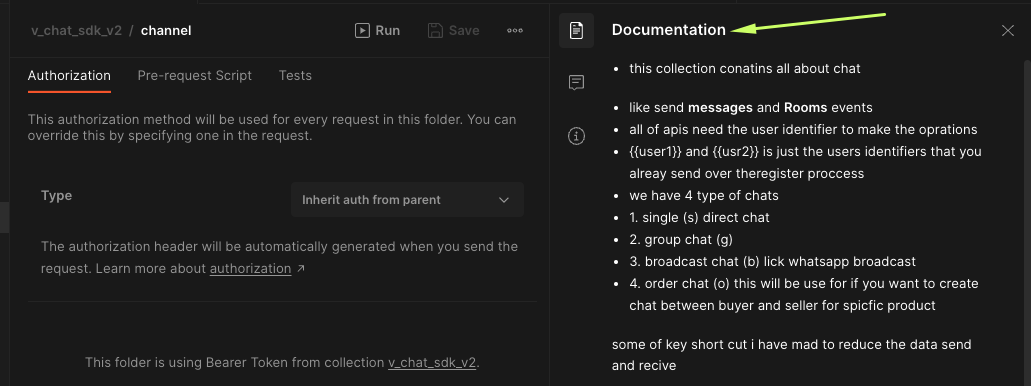 v_chat_sdk_v2 / channel
Run
Save
Authorization
Pre-request Script
Tests
This authorization method will be used for every request in this folder. You can
override this by specifying one in the request.
Type
Inherit auth from parent
The authorization header will be automatically generated when you send the
request. Learn more about authorization ↗
This folder is using Bearer Token from collection v_chat_sdk_v2.
Documentation
• this collection conatins all about chat
• like send messages and Rooms events
• all of apis need the user identifier to make the oprations
• {{user1}} and {{usr2}} is just the users identifiers that you
alreay send over theregister proccess
• we have 4 type of chats
• 1. single (s) direct chat
• 2. group chat (g)
• 3. broadcast chat (b) lick whatsapp broadcast
• 4. order chat (o) this will be use for if you want to create
chat between buyer and seller for spicfic product
some of key short cut i have mad to reduce the data send
and recive